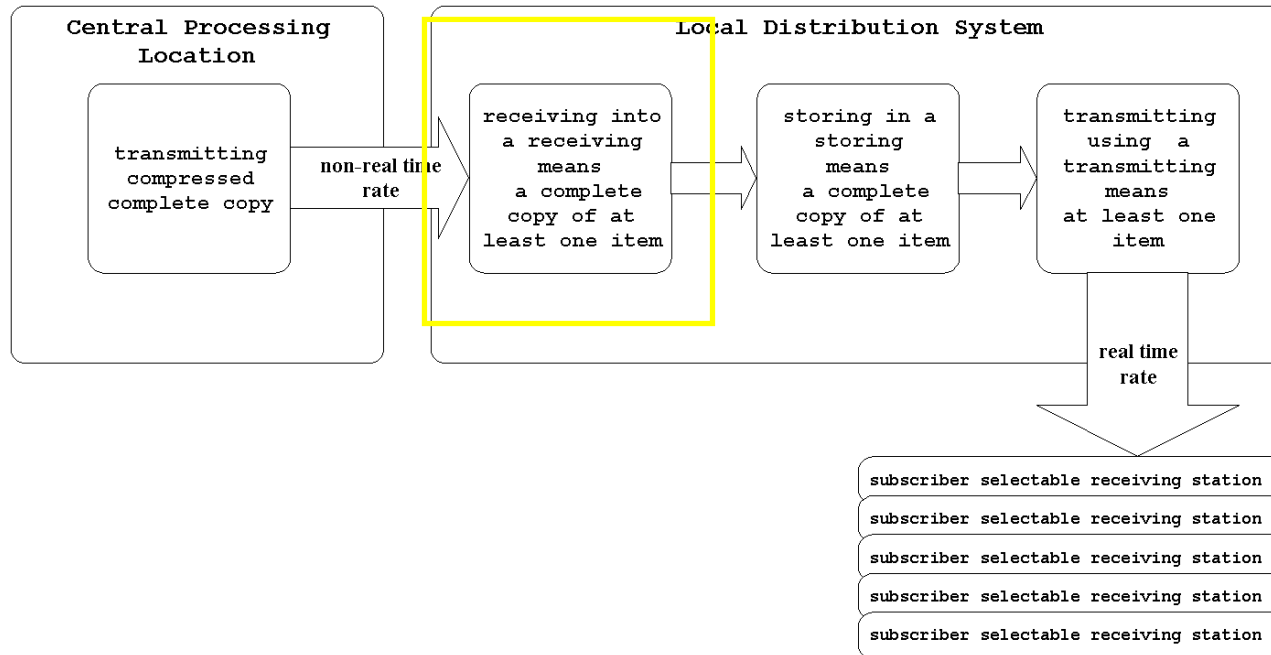 Central Processing
Location
Local Distribution System
transmitting
compressed
complete copy
non-real time
rate
receiving into
a receiving
means
a complete
copy of at
least one item
storing in a
storing
means
a complete
copy of at
least one item
transmitting
using a
transmitting
means
at least one
item
real time
rate
subscriber selectable receiving station
subscriber selectable receiving station
subscriber selectable receiving station
subscriber selectable receiving station
subscriber selectable receiving station